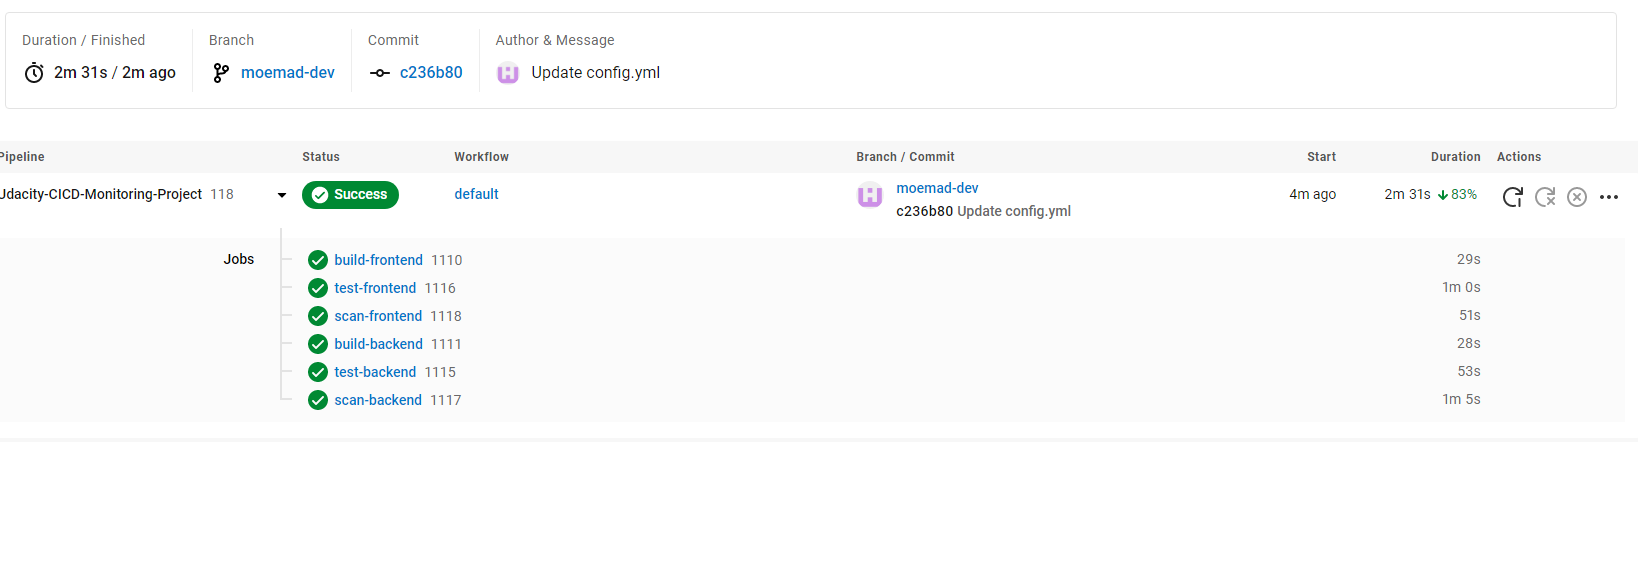 Duration / Finished Branch Commit Author & Message
2m 31s / 2m ago moemad-dev c236b80 Update config.yml
Pipeline Status Workflow Branch / Commit Start Duration Actions
Udacity-CICD-Monitoring-Project 118 Success default moemad-dev 4m ago 2m 31s 83%
c236b80 Update config.yml
Jobs build-frontend 1110 29s
test-frontend 1116 1m 0s
scan-frontend 1118 51s
build-backend 1111 28s
test-backend 1115 53s
scan-backend 1117 1m 5s